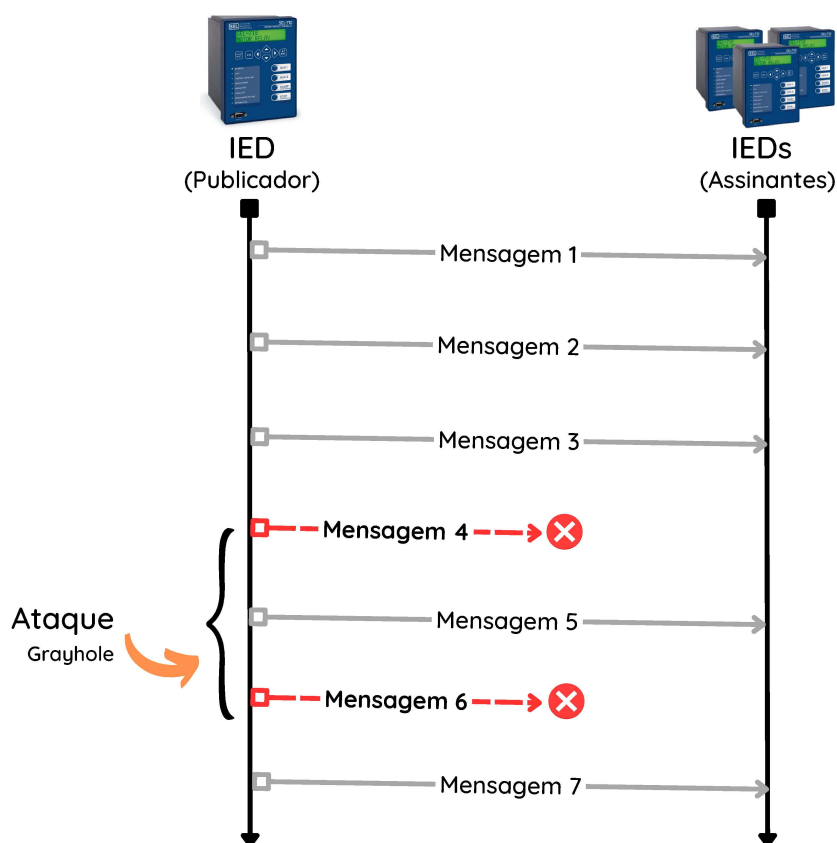 IED
(Publicador)
IEDs
(Assinantes)
Mensagem 1
Mensagem 2
Mensagem 3
Mensagem 4
Mensagem 5
Ataque
Grayhole
Mensagem 6
Mensagem 7